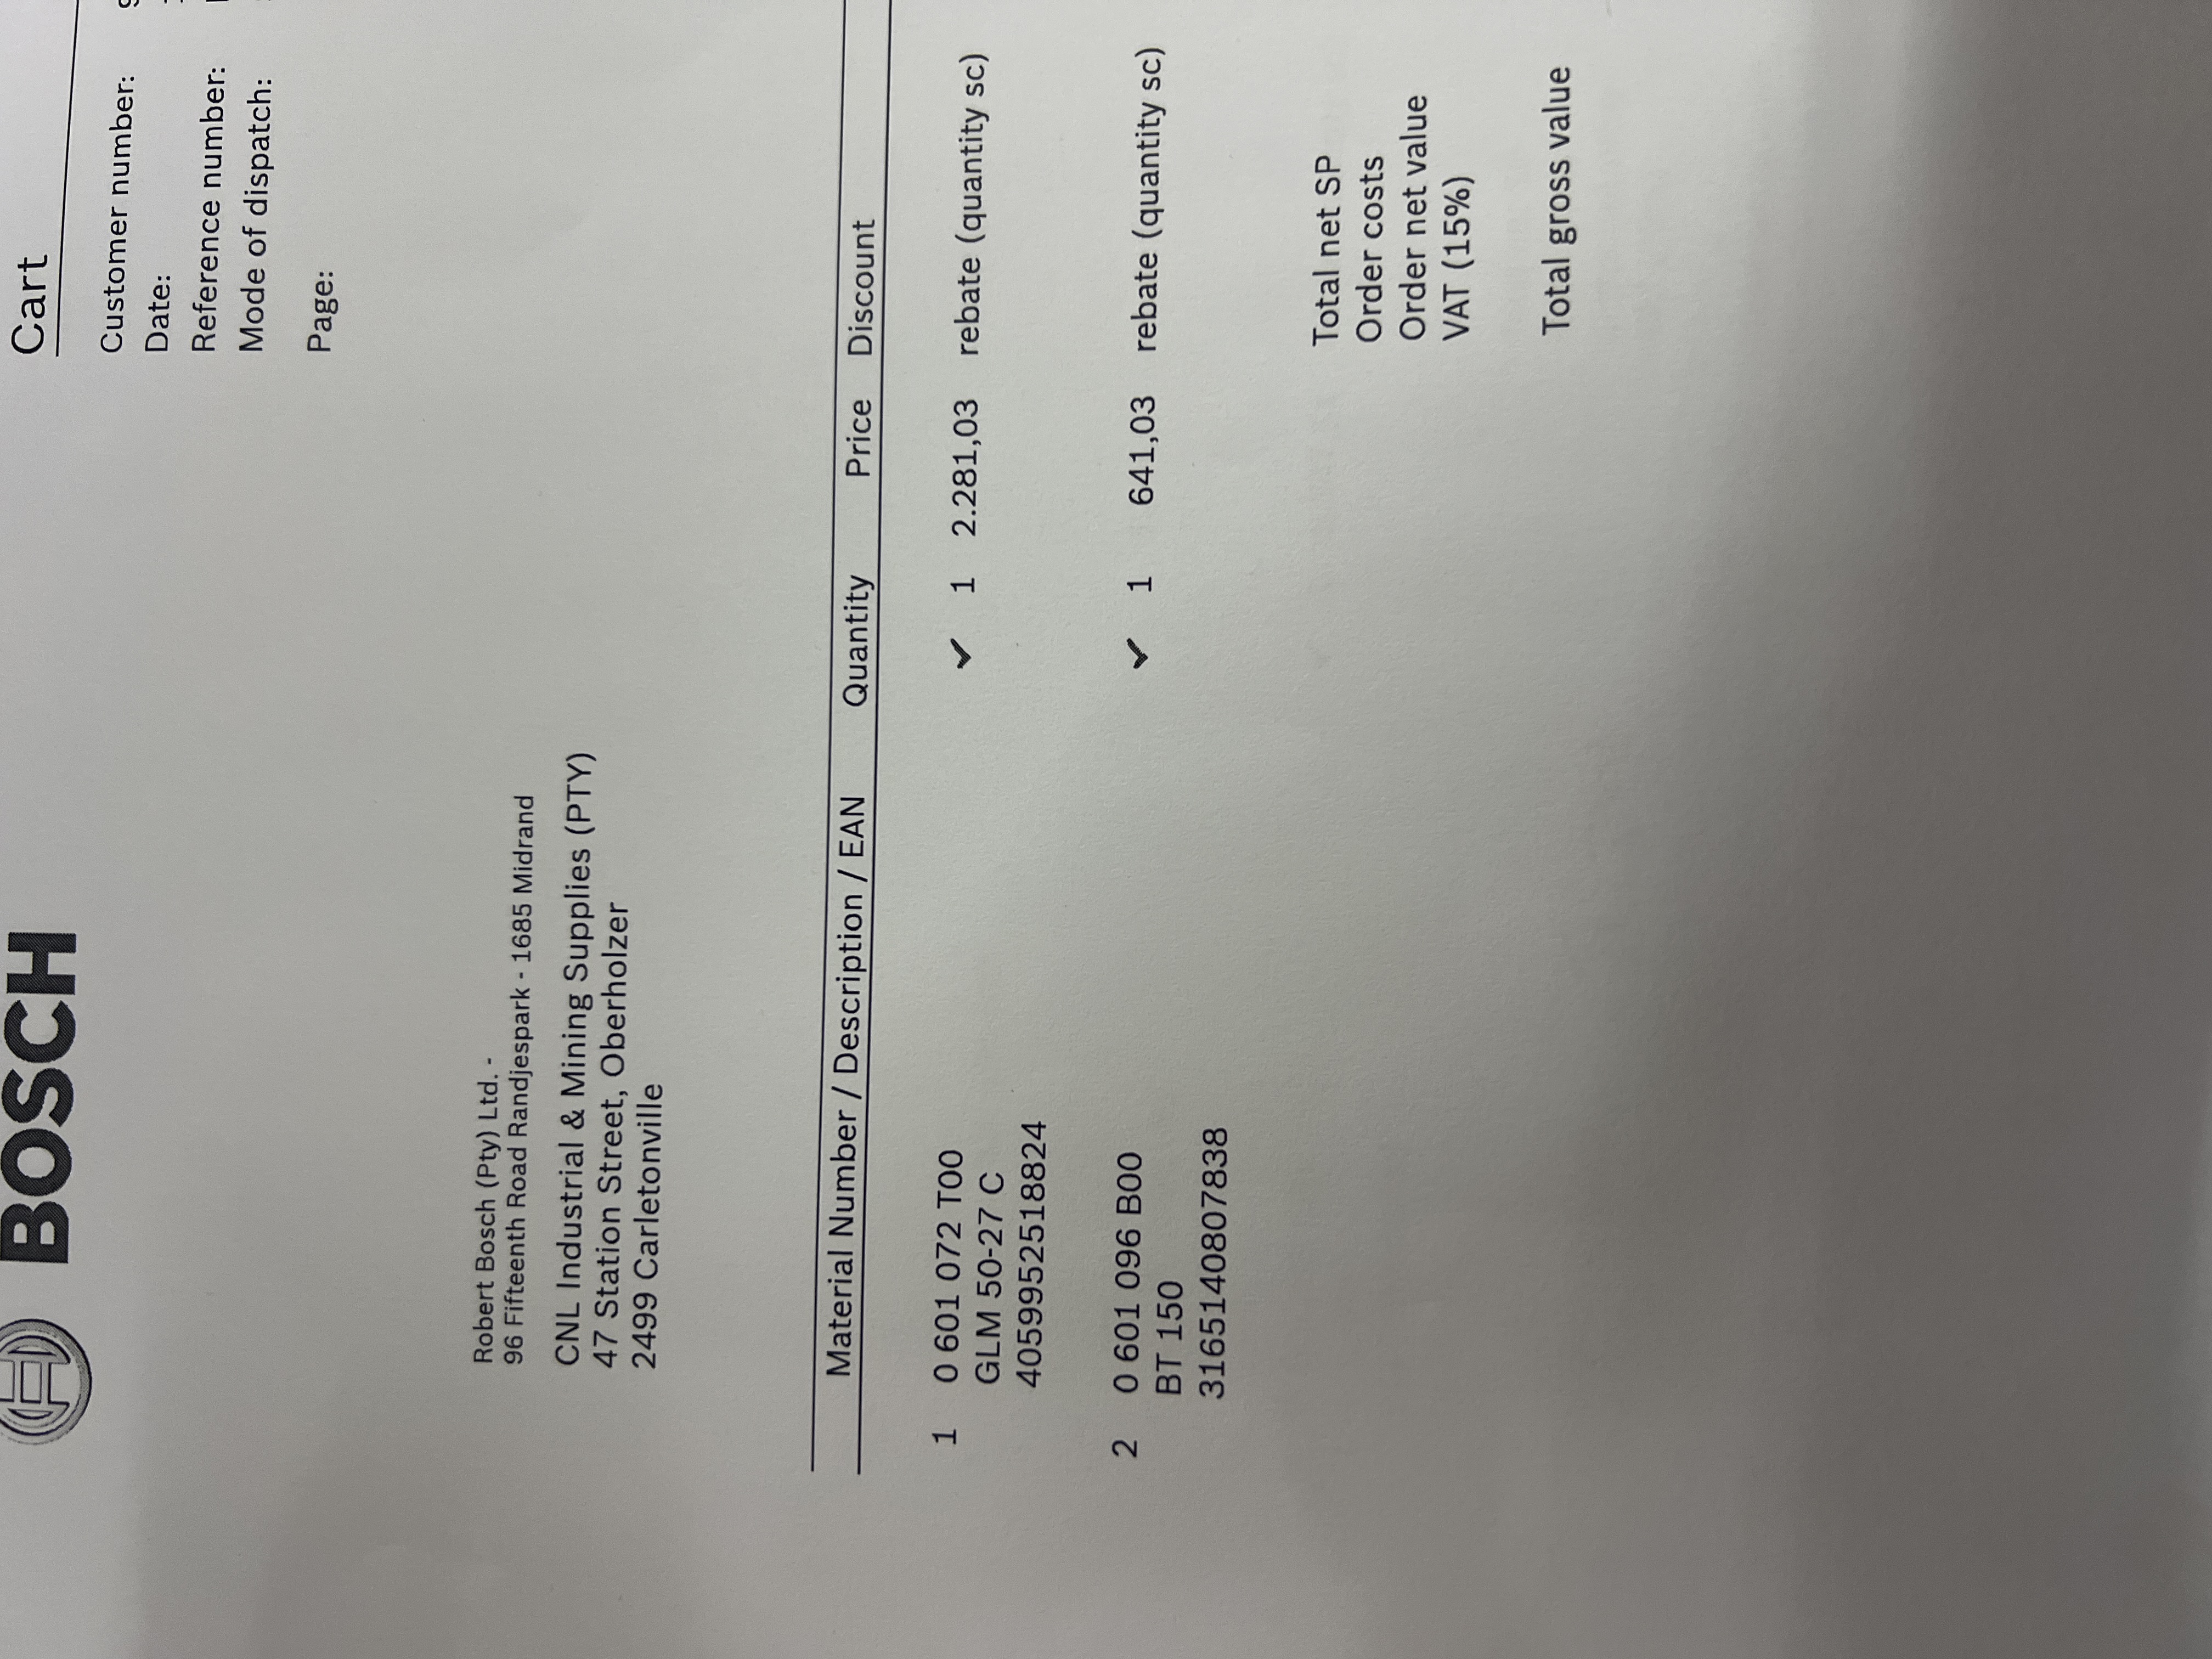 BOSCH
Cart
Customer number:
Date:
Reference number:
Mode of dispatch:
Page:
Robert Bosch (Pty) Ltd. -
96 Fifteenth Road Randjespark - 1685 Midrand
CNL Industrial & Mining Supplies (PTY)
47 Station Street, Oberholzer
2499 Carletonville
Material Number / Description / EAN Quantity Price Discount
1 0 601 072 T00 ✔ 1 2.281,03 rebate (quantity sc)
GLM 50-27 C
4059952518824
2 0 601 096 B00 ✔ 1 641,03 rebate (quantity sc)
BT 150
3165140807838
Total net SP
Order costs
Order net value
VAT (15%)
Total gross value